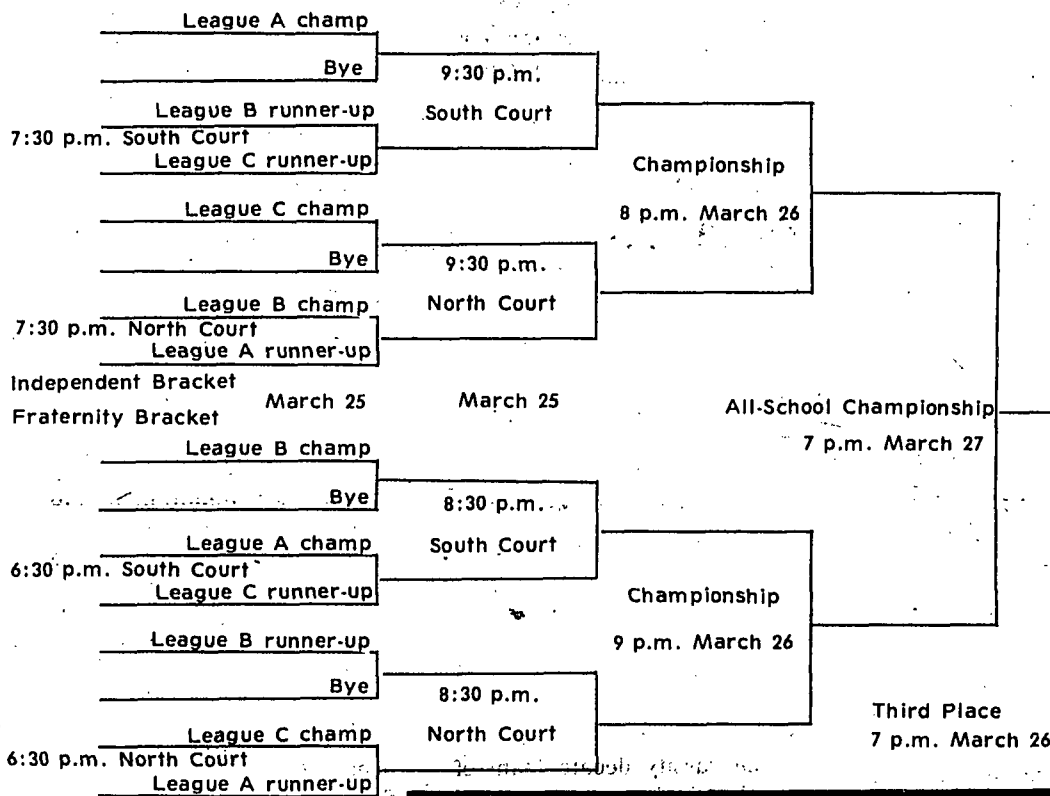 League A champ
Bye
9:30 p.m.
League B runner-up
South Court
7:30 p.m. South Court
League C runner-up
Championship
League C champ
8 p.m. March 26
Bye
9:30 p.m.
League B champ
North Court
7:30 p.m. North Court
League A runner-up
Independent Bracket
March 25
March 25
All-School Championship
Fraternity Bracket
7 p.m. March 27
League B champ
Bye
8:30 p.m.
League A champ
South Court
6:30 p.m. South Court
League C runner-up
Championship
League B runner-up
9 p.m. March 26
Bye
8:30 p.m.
Third Place
League C champ
North Court
7 p.m. March 26
6:30 p.m. North Court
League A runner-up